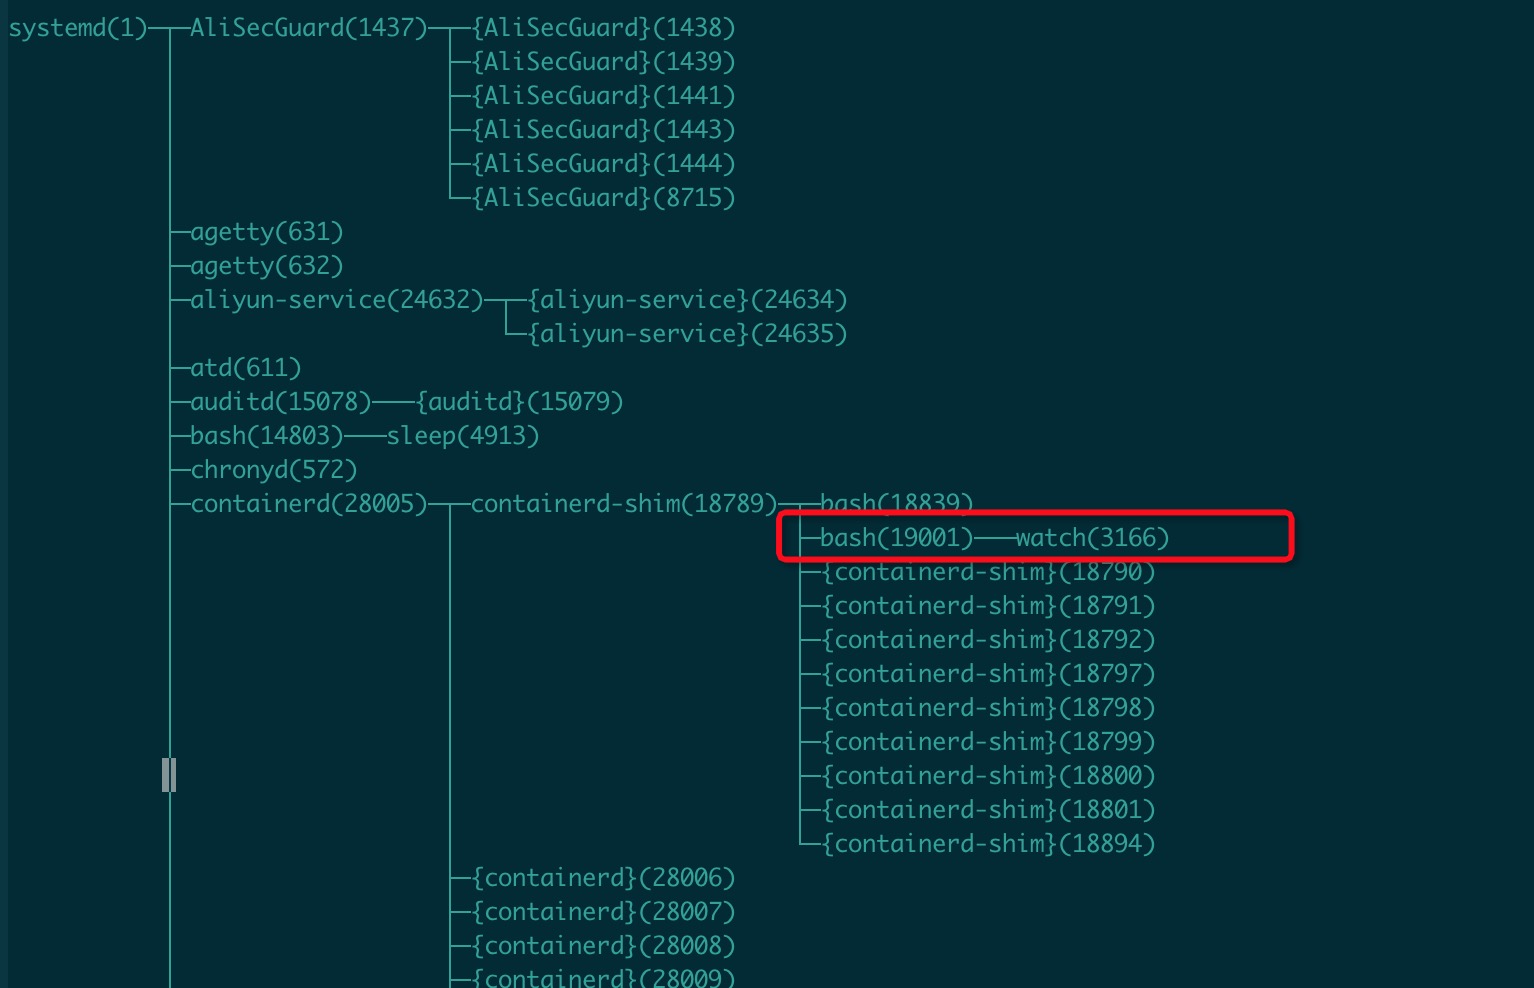 systemd(1)─┬─AliSecGuard(1437)─┬─{AliSecGuard}(1438)
├─{AliSecGuard}(1439)
├─{AliSecGuard}(1441)
├─{AliSecGuard}(1443)
├─{AliSecGuard}(1444)
└─{AliSecGuard}(8715)
├─agetty(631)
├─agetty(632)
├─aliyun-service(24632)─┬─{aliyun-service}(24634)
└─{aliyun-service}(24635)
├─atd(611)
├─auditd(15078)───{auditd}(15079)
├─bash(14803)───sleep(4913)
├─chronyd(572)
├─containerd(28005)─┬─containerd-shim(18789)─┬─bash(18839)
├─bash(19001)───watch(3166)
├─{containerd-shim}(18790)
├─{containerd-shim}(18791)
├─{containerd-shim}(18792)
├─{containerd-shim}(18797)
├─{containerd-shim}(18798)
├─{containerd-shim}(18799)
├─{containerd-shim}(18800)
├─{containerd-shim}(18801)
└─{containerd-shim}(18894)
├─{containerd}(28006)
├─{containerd}(28007)
├─{containerd}(28008)
├─{containerd}(28009)